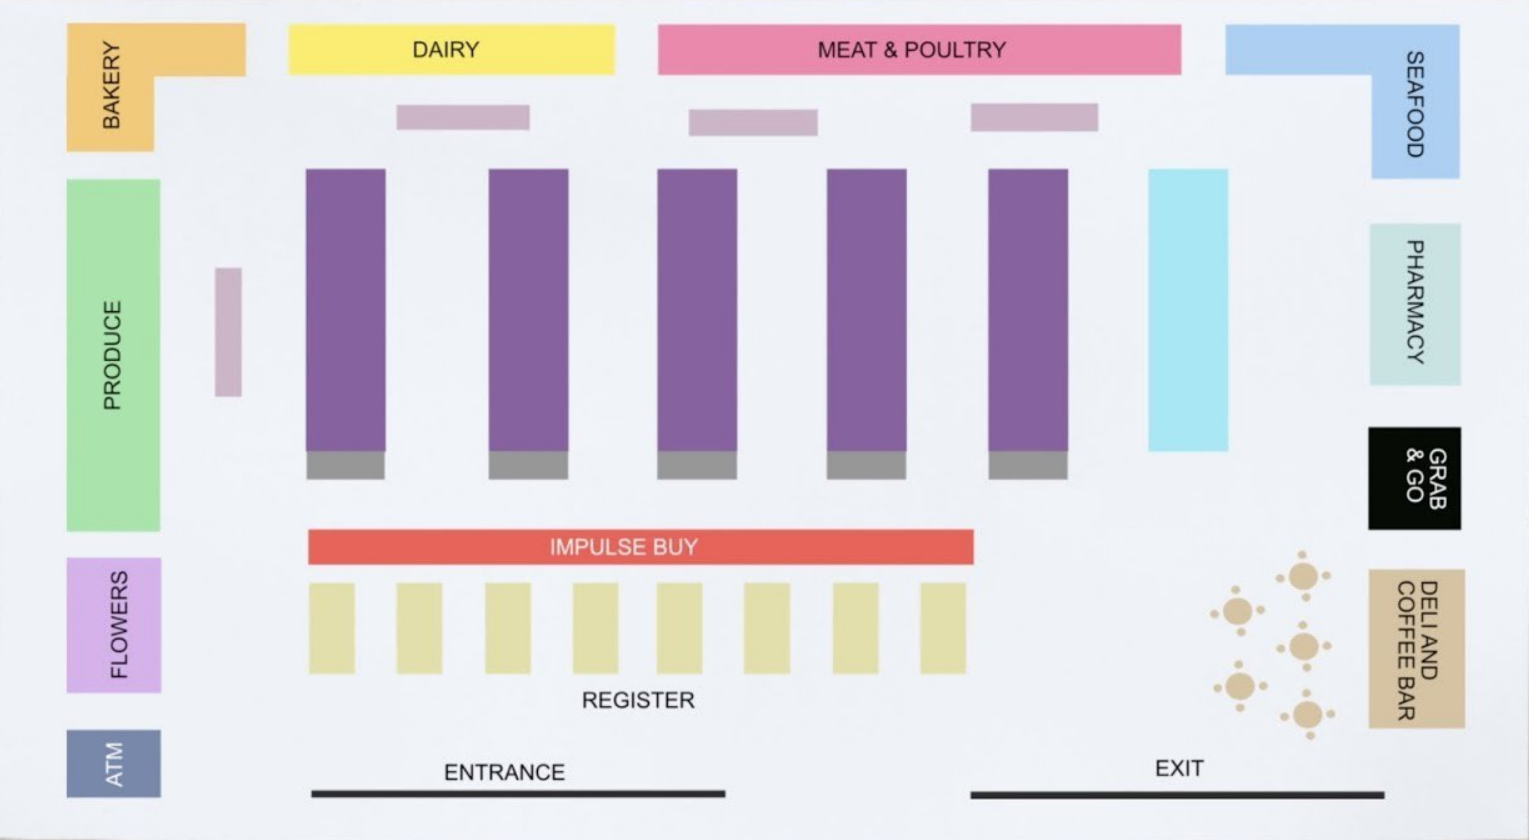 BAKERY
DAIRY
MEAT & POULTRY
SEAFOOD
PRODUCE
PHARMACY
GRAB
& GO
IMPULSE BUY
FLOWERS
DELI AND
COFFEE BAR
REGISTER
ATM
ENTRANCE
EXIT